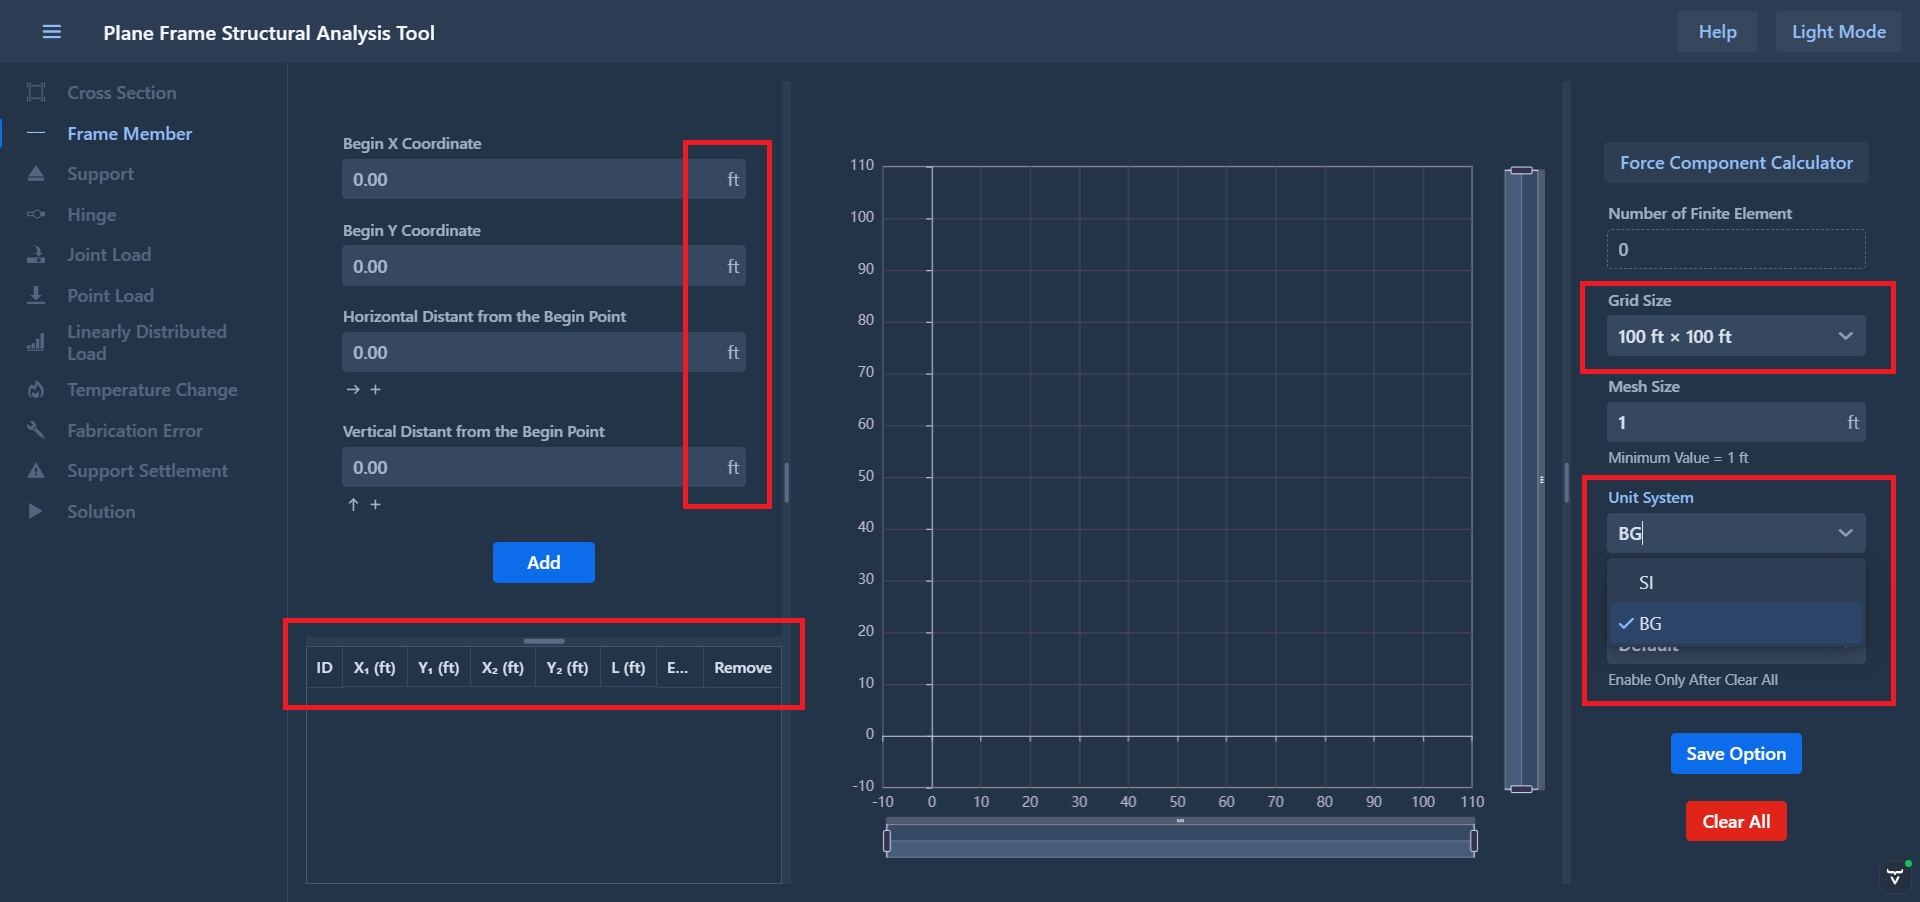 Plane Frame Structural Analysis Tool
Help
Light Mode
Cross Section
Frame Member
Support
Hinge
Joint Load
Point Load
Linearly Distributed
Load
Temperature Change
Fabrication Error
Support Settlement
Solution
Begin X Coordinate
0.00 ft
Begin Y Coordinate
0.00 ft
Horizontal Distant from the Begin Point
0.00 ft
→ +
Vertical Distant from the Begin Point
0.00 ft
↑ +
Add
ID X₁ (ft) Y₁ (ft) X₂ (ft) Y₂ (ft) L (ft) E... Remove
110
100
90
80
70
60
50
40
30
20
10
0
-10
-10 0 10 20 30 40 50 60 70 80 90 100 110
Force Component Calculator
Number of Finite Element
0
Grid Size
100 ft × 100 ft
Mesh Size
1 ft
Minimum Value = 1 ft
Unit System
BG
SI
BG
Default
Enable Only After Clear All
Save Option
Clear All